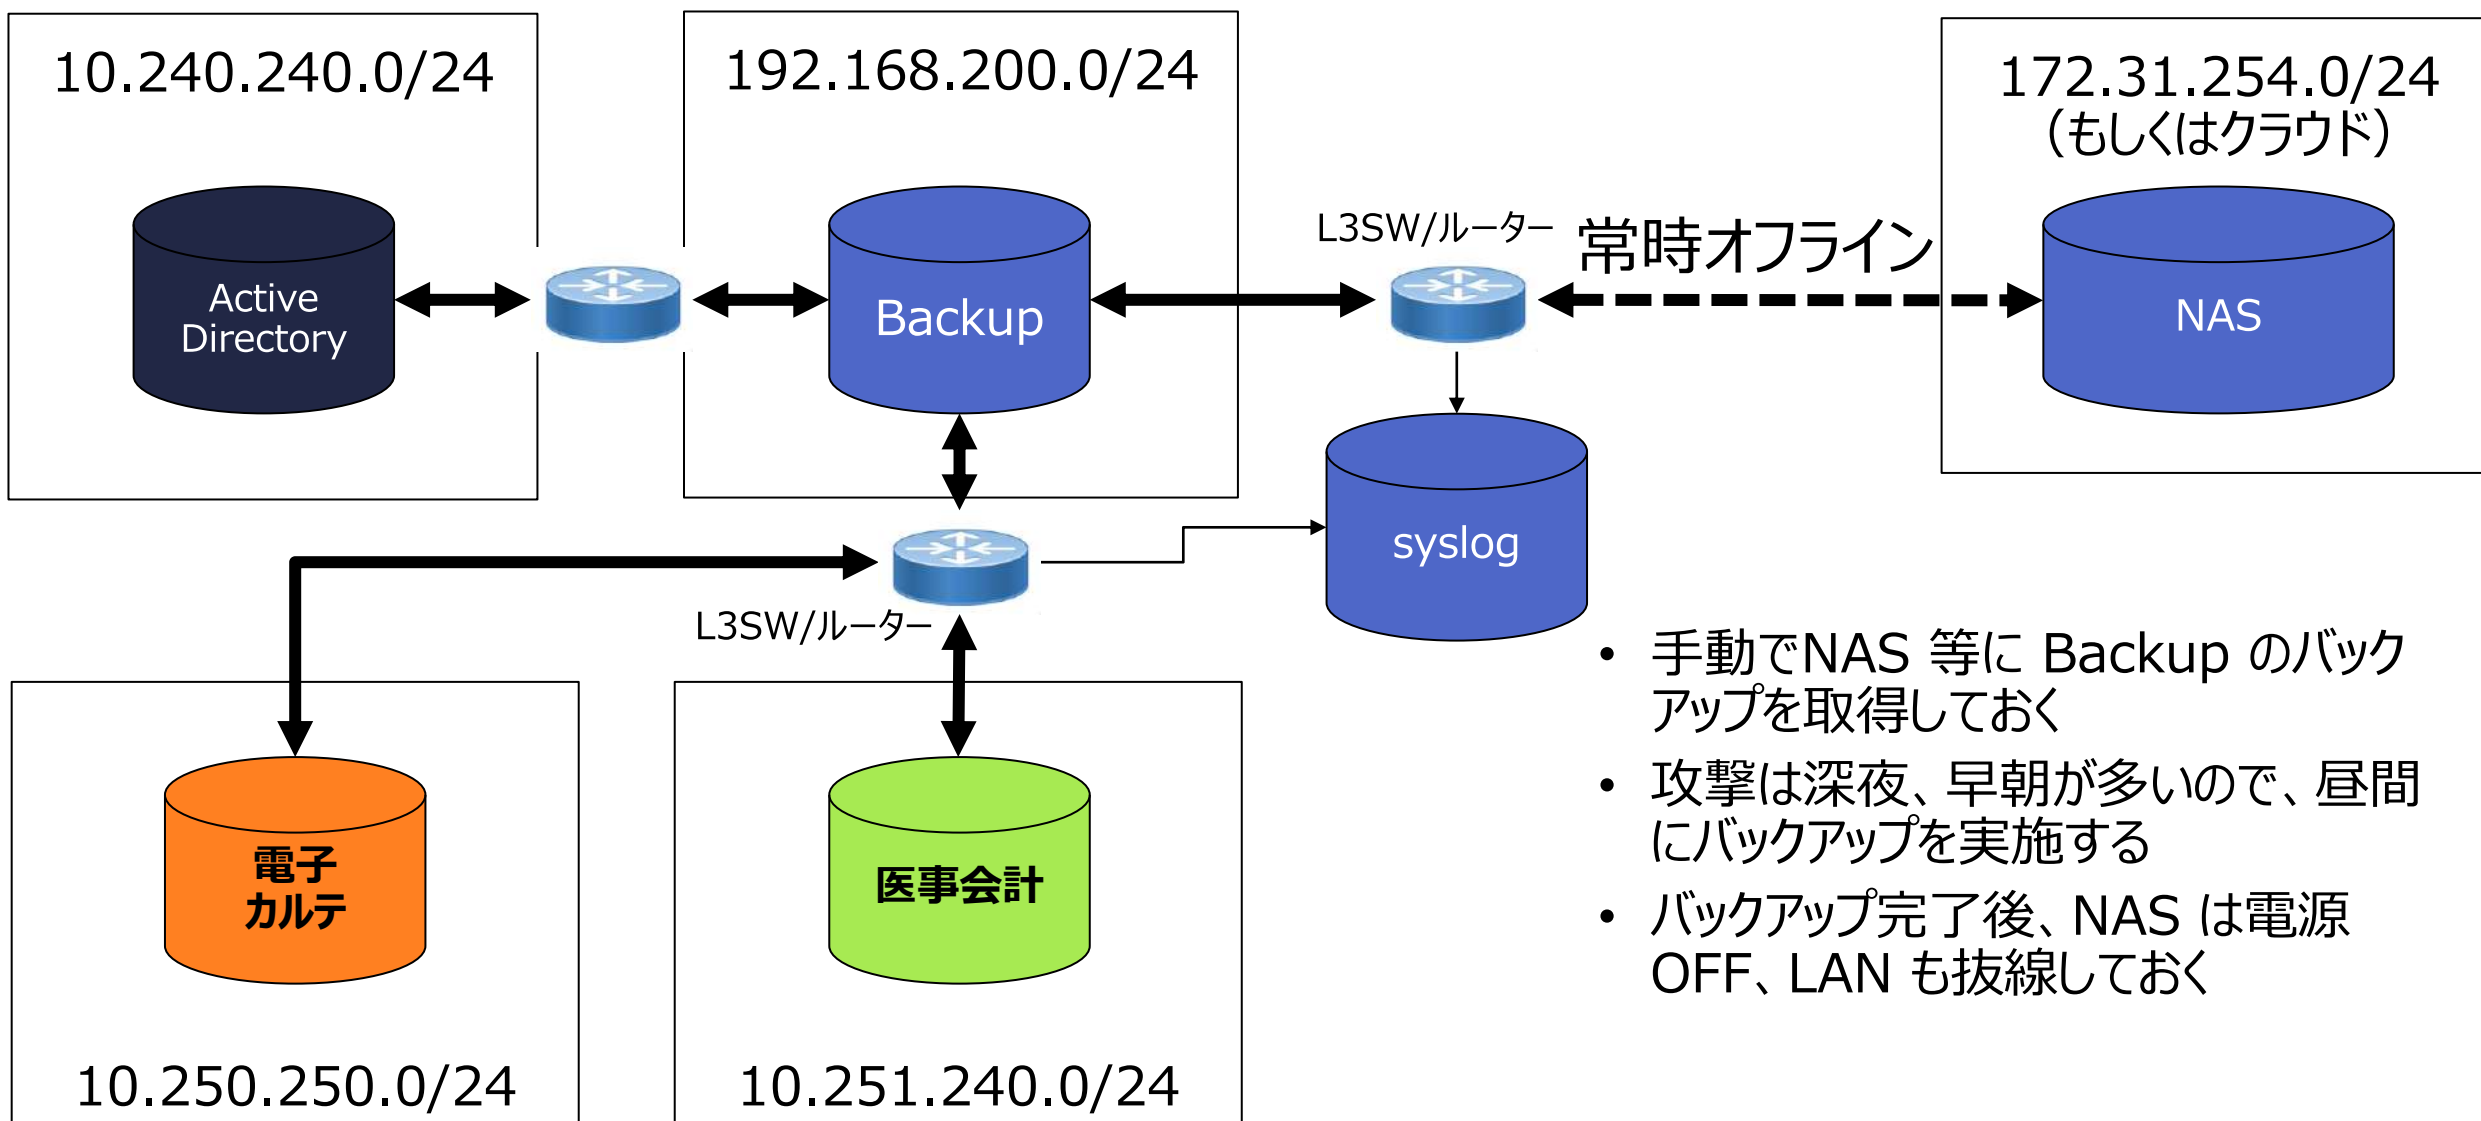 10.240.240.0/24
192.168.200.0/24
172.31.254.0/24
（もしくはクラウド）
Active
Directory
Backup
L3SW/ルーター
常時オフライン
NAS
syslog
L3SW/ルーター
電子
カルテ
医事会計
10.250.250.0/24
10.251.240.0/24
• 手動でNAS 等に Backup のバック
アップを取得しておく
• 攻撃は深夜、早朝が多いので、昼間
にバックアップを実施する
• バックアップ完了後、NAS は電源
OFF、LAN も抜線しておく